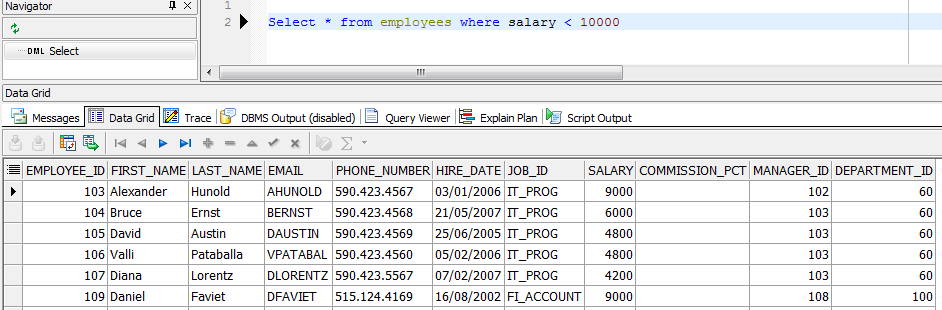 Navigator
1
2 Select * from employees where salary < 10000
DML Select
Data Grid
Messages Data Grid Trace DBMS Output (disabled) Query Viewer Explain Plan Script Output
EMPLOYEE_ID FIRST_NAME LAST_NAME EMAIL PHONE_NUMBER HIRE_DATE JOB_ID SALARY COMMISSION_PCT MANAGER_ID DEPARTMENT_ID
103 Alexander Hunold AHUNOLD 590.423.4567 03/01/2006 IT_PROG 9000 102 60
104 Bruce Ernst BERNST 590.423.4568 21/05/2007 IT_PROG 6000 103 60
105 David Austin DAUSTIN 590.423.4569 25/06/2005 IT_PROG 4800 103 60
106 Valli Pataballa VPATABAL 590.423.4560 05/02/2006 IT_PROG 4800 103 60
107 Diana Lorentz DLORENTZ 590.423.5567 07/02/2007 IT_PROG 4200 103 60
109 Daniel Faviet DFAVIET 515.124.4169 16/08/2002 FI_ACCOUNT 9000 108 100